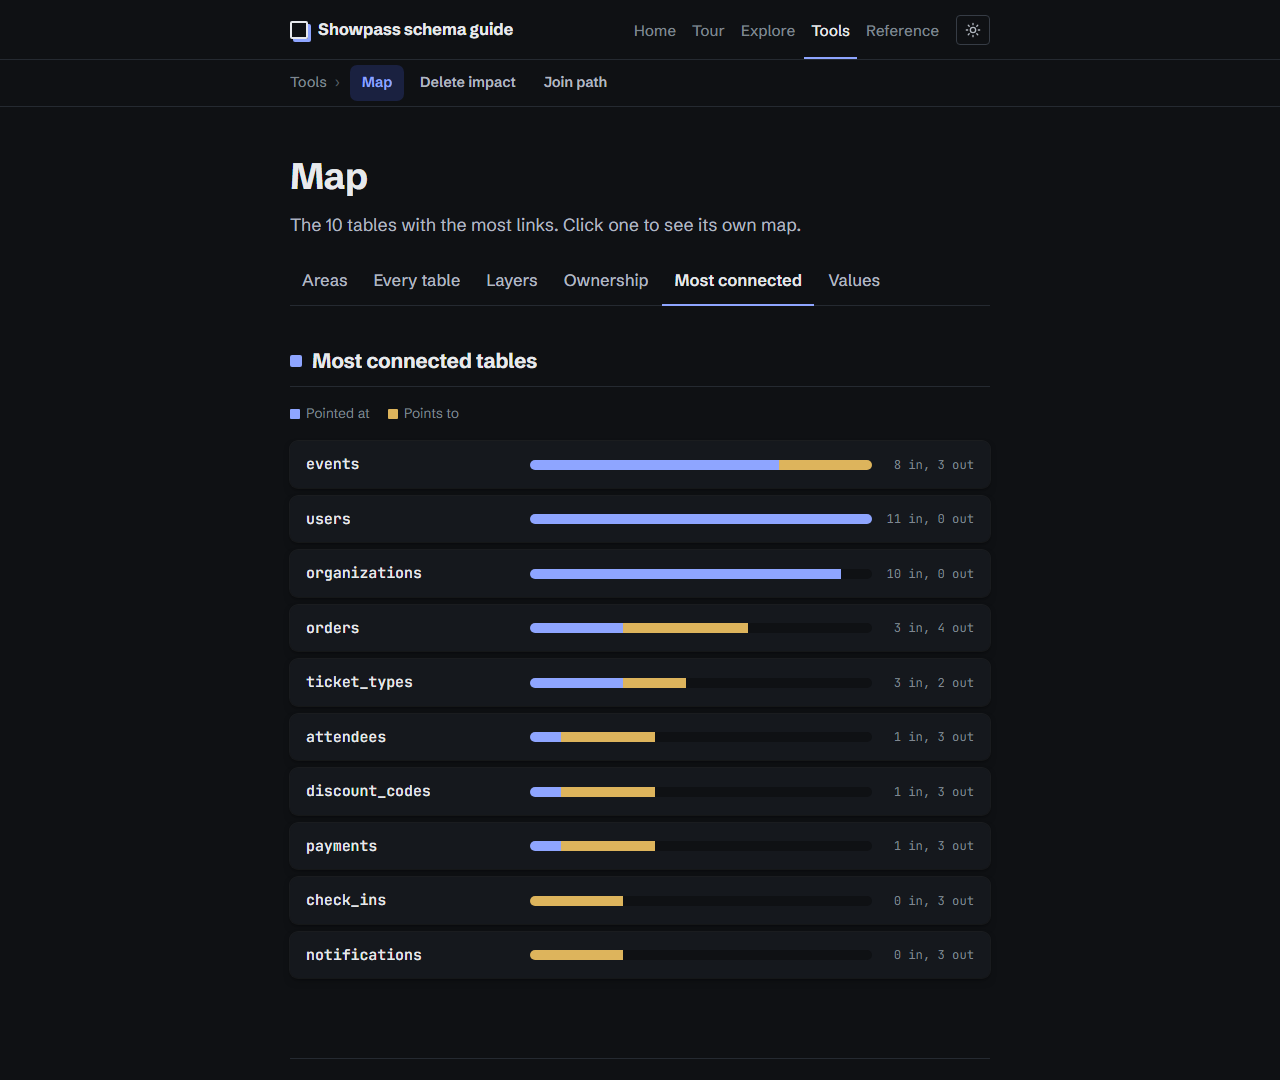 Showpass schema guide
Home Tour Explore Tools Reference
Tools › Map Delete impact Join path
Map
The 10 tables with the most links. Click one to see its own map.
Areas Every table Layers Ownership Most connected Values
Most connected tables
Pointed at Points to
events 8 in, 3 out
users 11 in, 0 out
organizations 10 in, 0 out
orders 3 in, 4 out
ticket_types 3 in, 2 out
attendees 1 in, 3 out
discount_codes 1 in, 3 out
payments 1 in, 3 out
check_ins 0 in, 3 out
notifications 0 in, 3 out